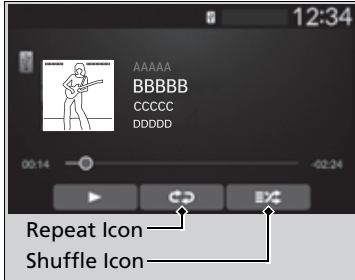 12:34
AAAAA
BBBBB
CCCCC
DDDDD
00:14
-02:24
Repeat Icon
Shuffle Icon